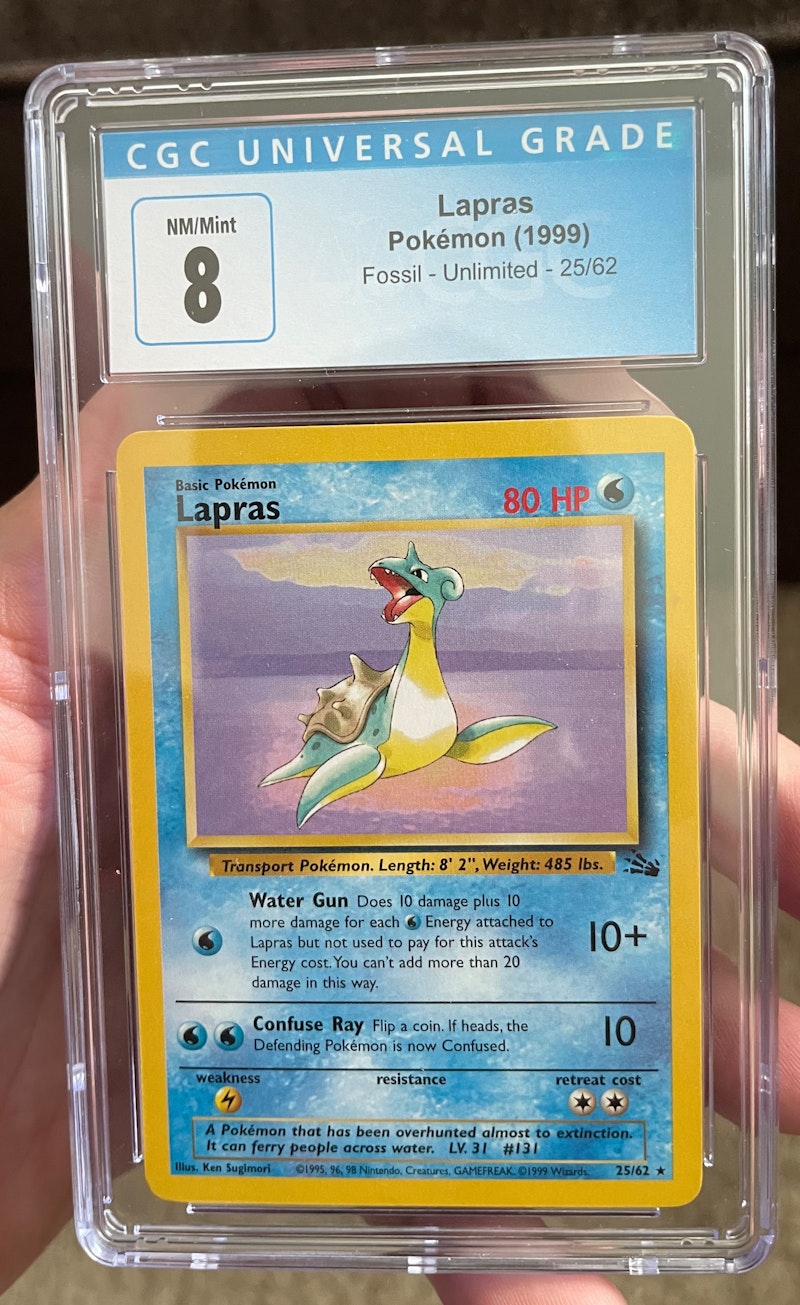 CGC UNIVERSAL GRADE
NM/Mint
8
Lapras
Pokémon (1999)
Fossil - Unlimited - 25/62
Basic Pokémon
Lapras
80 HP
Transport Pokémon. Length: 8' 2", Weight: 485 lbs.
Water Gun Does 10 damage plus 10
more damage for each Energy attached to
Lapras but not used to pay for this attack's
Energy cost. You can't add more than 20
damage in this way.
10+
Confuse Ray Flip a coin. If heads, the
Defending Pokémon is now Confused.
10
weakness
resistance
retreat cost
A Pokémon that has been overhunted almost to extinction.
It can ferry people across water. LV. 31 #131
Illus. Ken Sugimori ©1995, 96, 98 Nintendo, Creatures, GAMEFREAK. ©1999 Wizards. 25/62 ★